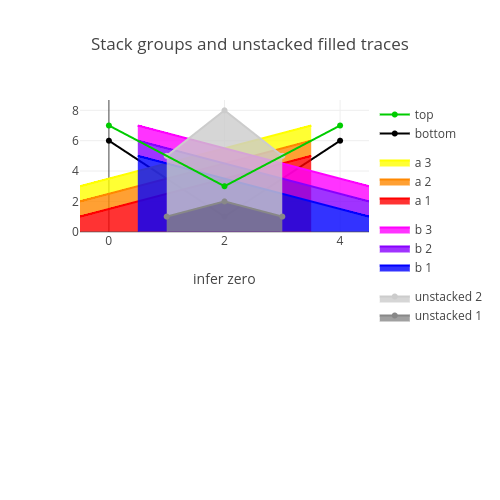 Stack groups and unstacked filled traces
8
6
4
2
0
0
2
4
infer zero
top
bottom
a 3
a 2
a 1
b 3
b 2
b 1
unstacked 2
unstacked 1